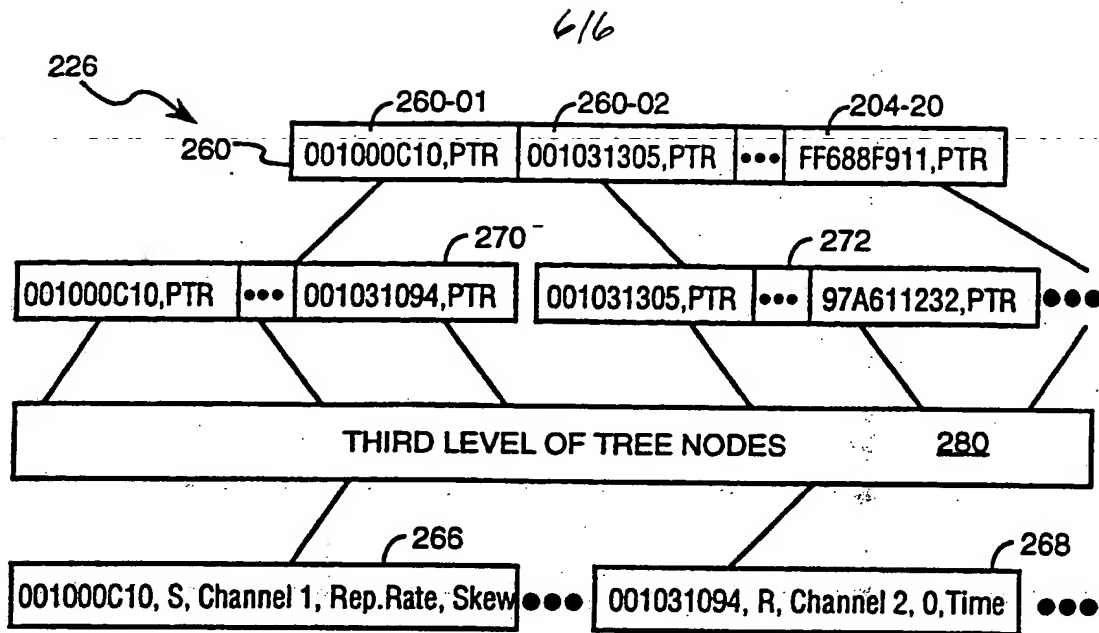 6/6
226
260-01 260-02 204-20
260
001000C10,PTR 001031305,PTR ●●● FF688F911,PTR
270 272
001000C10,PTR ●●● 001031094,PTR 001031305,PTR ●●● 97A611232,PTR ●●●
THIRD LEVEL OF TREE NODES 280
266 268
001000C10, S, Channel 1, Rep.Rate, Skew ●●● 001031094, R, Channel 2, 0,Time ●●●